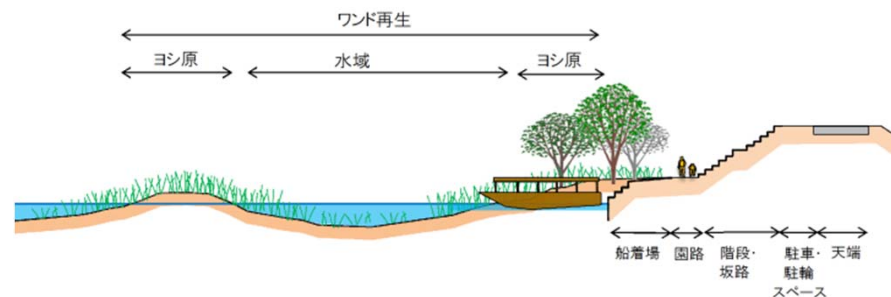 ワンド再生
ヨシ原
水域
ヨシ原
船着場
園路
階段・
坂路
駐車・
駐輪
スペース
天端